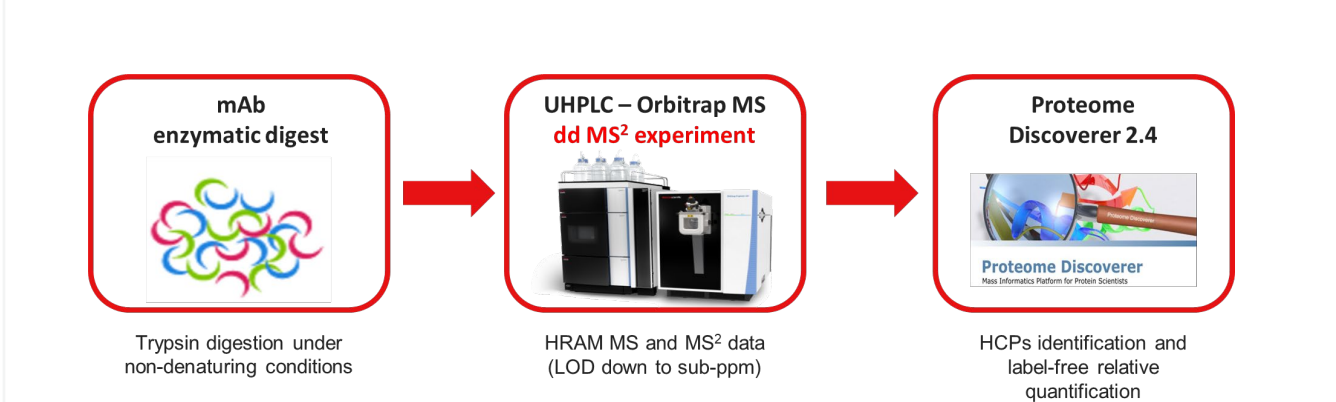 mAb
enzymatic digest
Trypsin digestion under
non-denaturing conditions
UHPLC – Orbitrap MS
dd MS² experiment
HRAM MS and MS² data
(LOD down to sub-ppm)
Proteome
Discoverer 2.4
Proteome Discoverer
Proteome Discoverer
Mass Informatics Platform for Protein Scientists
HCPs identification and
label-free relative
quantification